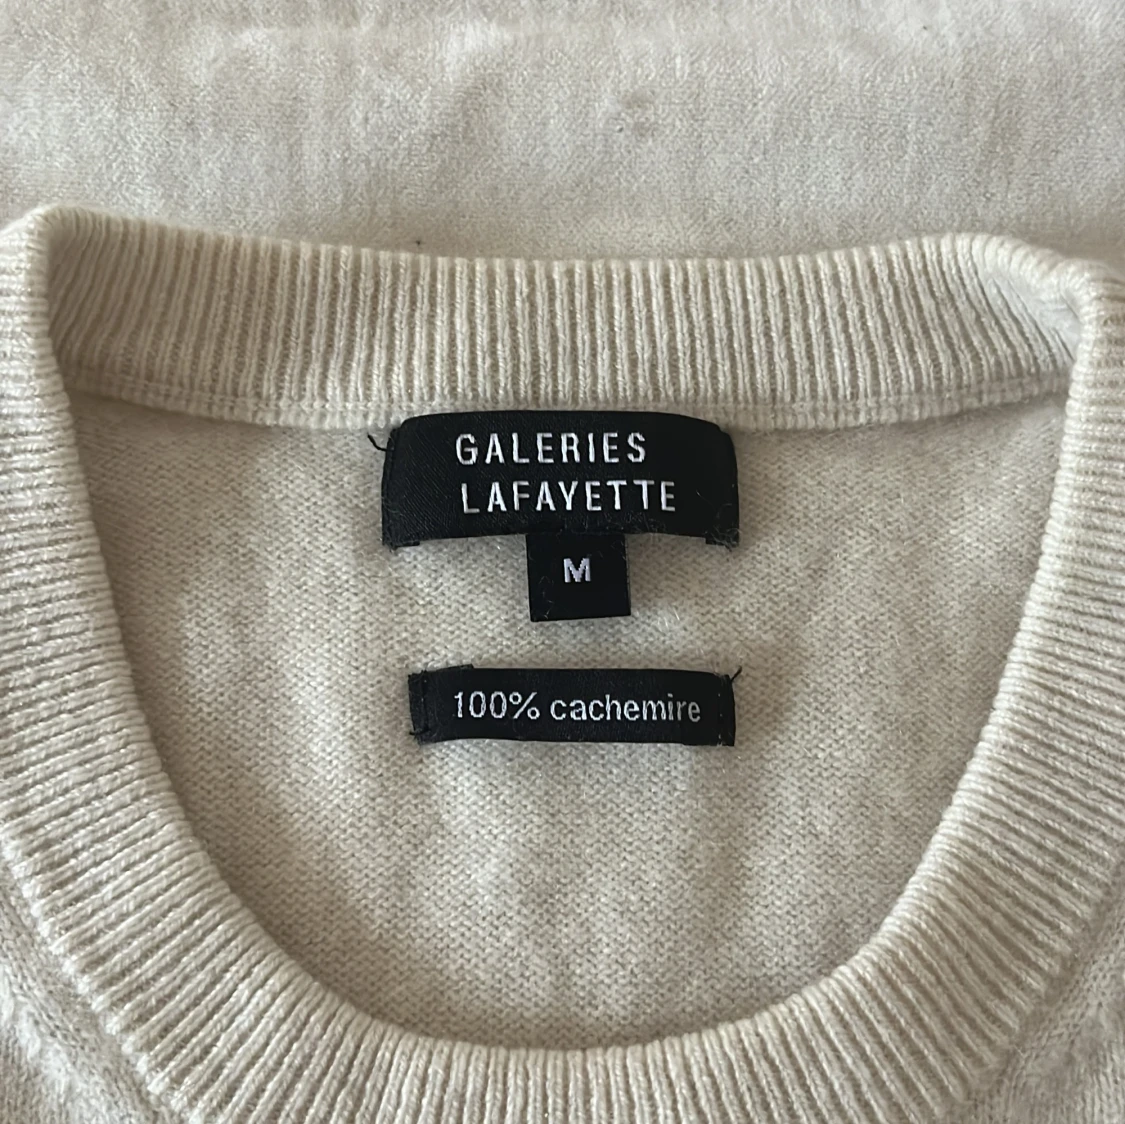 GALERIES
LAFAYETTE
M
100% cachemire